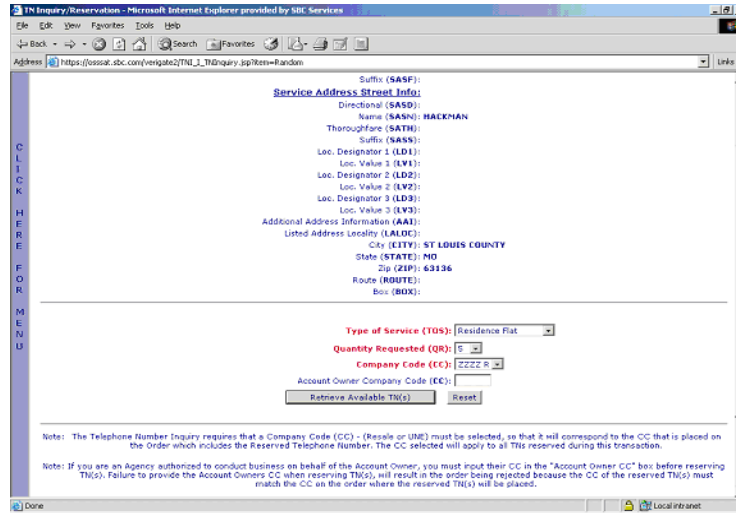 TN Inquiry/Reservation - Microsoft Internet Explorer provided by SBC Services
File Edit View Favorites Tools Help
Back Search Favorites
Address https://osssat.sbc.com/verigate2/TNI_I_TNInquiry.jsp?item=Random Links
Suffix (SASF):
Service Address Street Info:
Directional (SASD):
Name (SASN): HACKMAN
Thoroughfare (SATH):
Suffix (SASS):
Loc. Designator 1 (LD1):
Loc. Value 1 (LV1):
Loc. Designator 2 (LD2):
Loc. Value 2 (LV2):
Loc. Designator 3 (LD3):
Loc. Value 3 (LV3):
Additional Address Information (AAI):
Listed Address Locality (LALOC):
City (CITY): ST LOUIS COUNTY
State (STATE): MO
Zip (ZIP): 63136
Route (ROUTE):
Box (BOX):
CLICK HERE FOR MENU
Type of Service (TOS): Residence Flat
Quantity Requested (QR): 5
Company Code (CC): ZZZZ R
Account Owner Company Code (CC):
Retrieve Available TN(s) Reset
Note: The Telephone Number Inquiry requires that a Company Code (CC) - (Resale or UNE) must be selected, so that it will correspond to the CC that is placed on
the Order which includes the Reserved Telephone Number. The CC selected will apply to all TNs reserved during this transaction.
Note: If you are an Agency authorized to conduct business on behalf of the Account Owner, you must input their CC in the "Account Owner CC" box before reserving
TN(s). Failure to provide the Account Owners CC when reserving TN(s), will result in the order being rejected because the CC of the reserved TN(s) must
match the CC on the order where the reserved TN(s) will be placed.
Done Local intranet